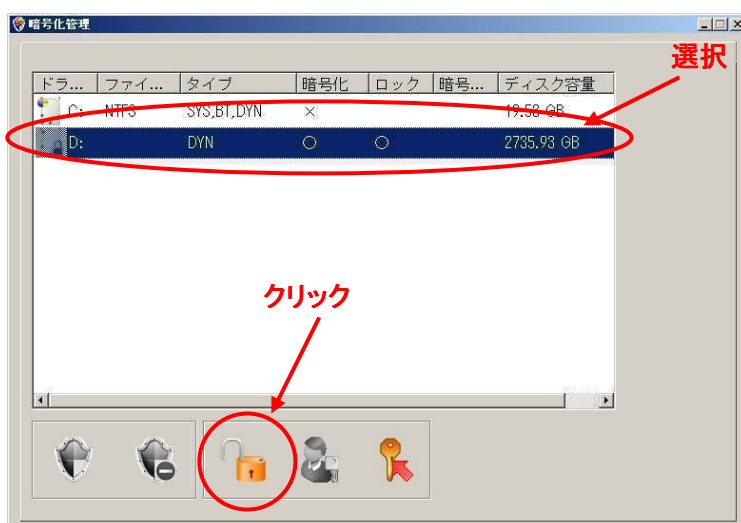 暗号化管理
選択
ドラ... ファイ... タイプ 暗号化 ロック 暗号... ディスク容量
C: NTFS SYS,BT,DYN × 19.53 GB
D: DYN ○ ○ 2735.93 GB
クリック